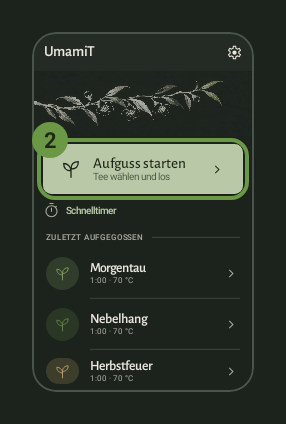 UmamiT
2
Aufguss starten
Tee wählen und los
Schnelltimer
ZULETZT AUFGEGOSSEN
Morgentau
1:00 · 70 °C
Nebelhang
1:00 · 70 °C
Herbstfeuer
1:00 · 70 °C